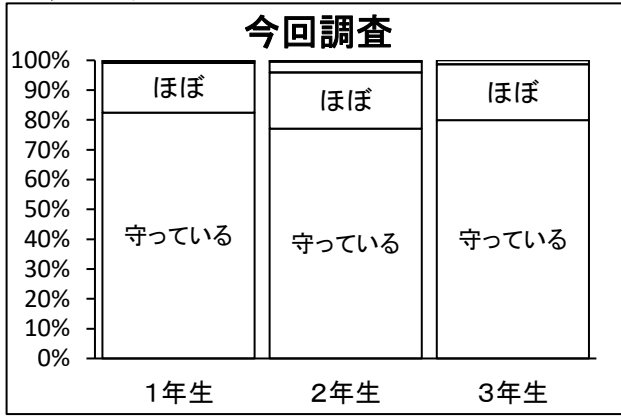 今回調査
100%
90%
80%
70%
60%
50%
40%
30%
20%
10%
0%
ほぼ
ほぼ
ほぼ
守っている
守っている
守っている
1年生
2年生
3年生